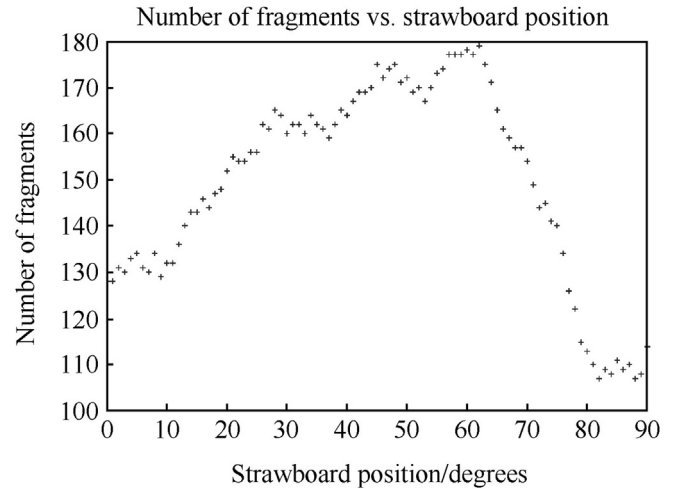 Number of fragments vs. strawboard position
Number of fragments
180
170
160
150
140
130
120
110
100
0 10 20 30 40 50 60 70 80 90
Strawboard position/degrees